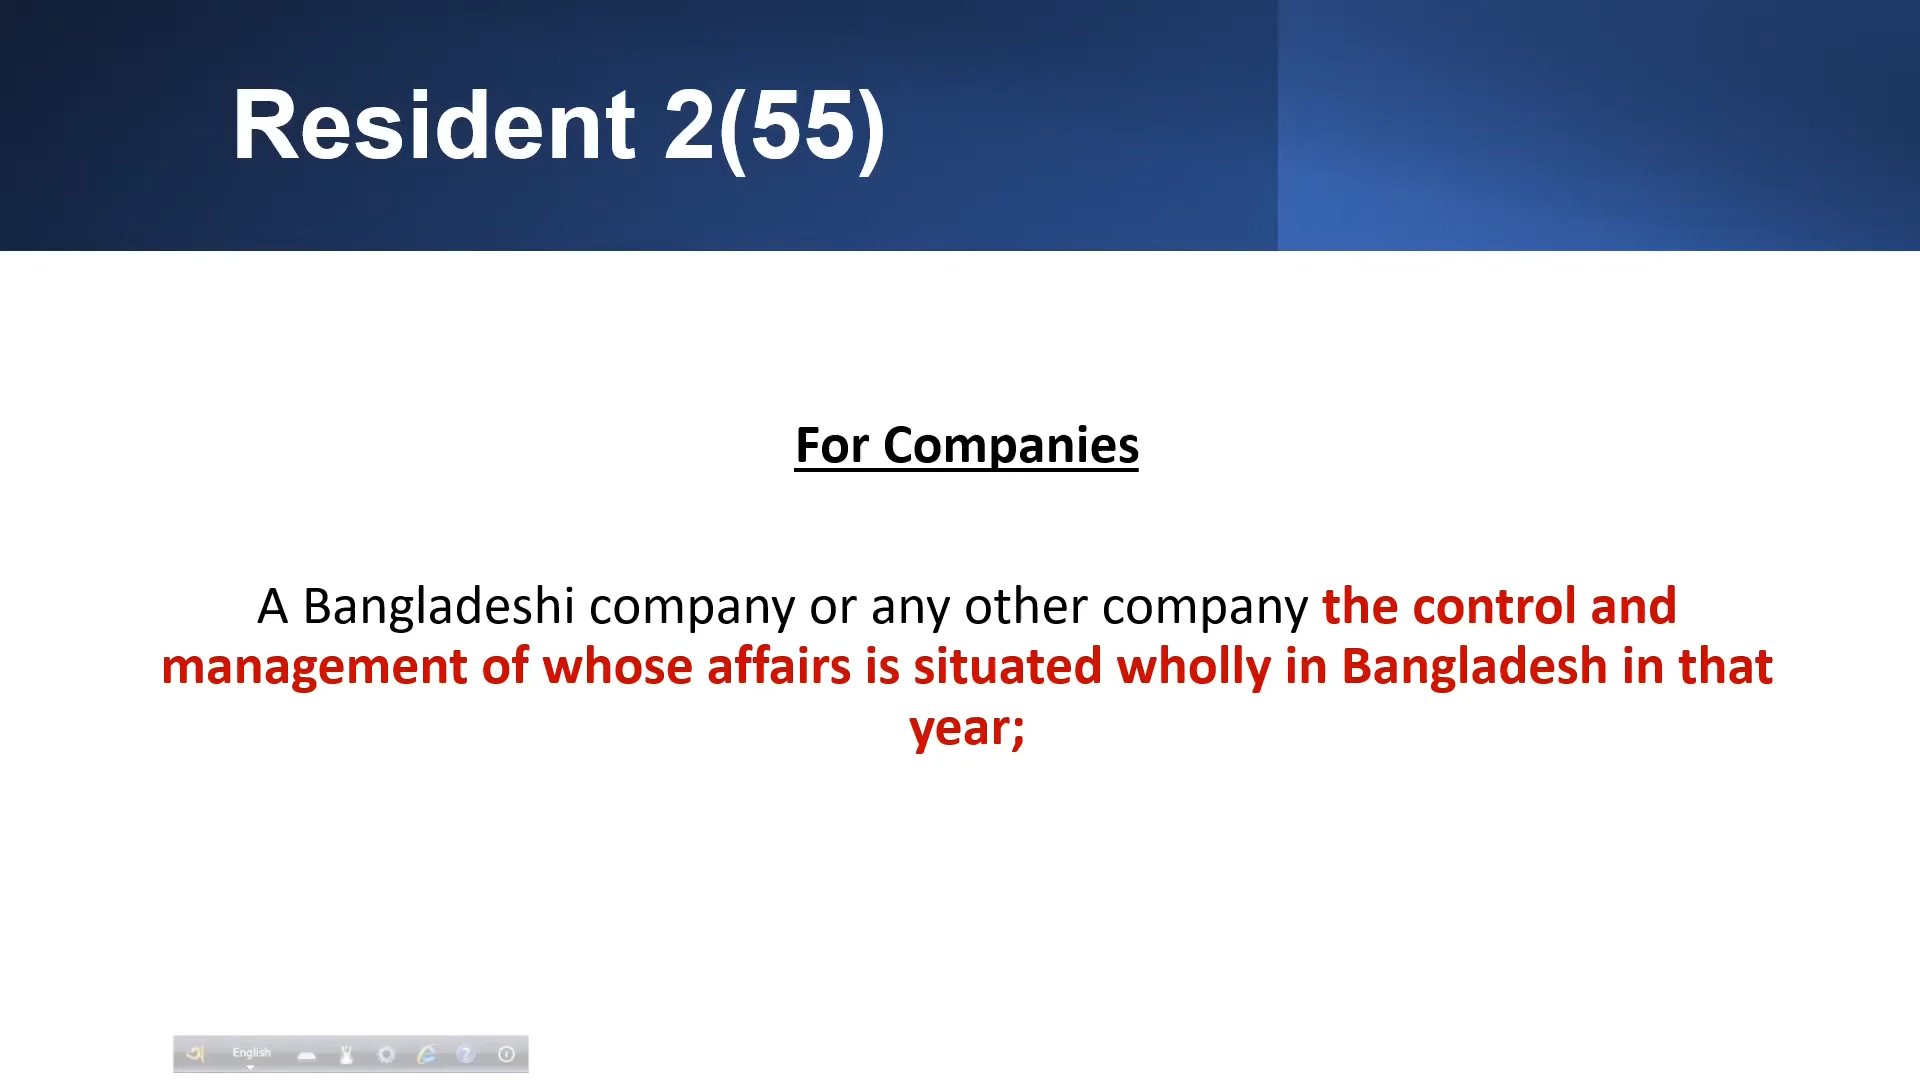 Resident 2(55)
For Companies
A Bangladeshi company or any other company the control and
management of whose affairs is situated wholly in Bangladesh in that
year;
অ English